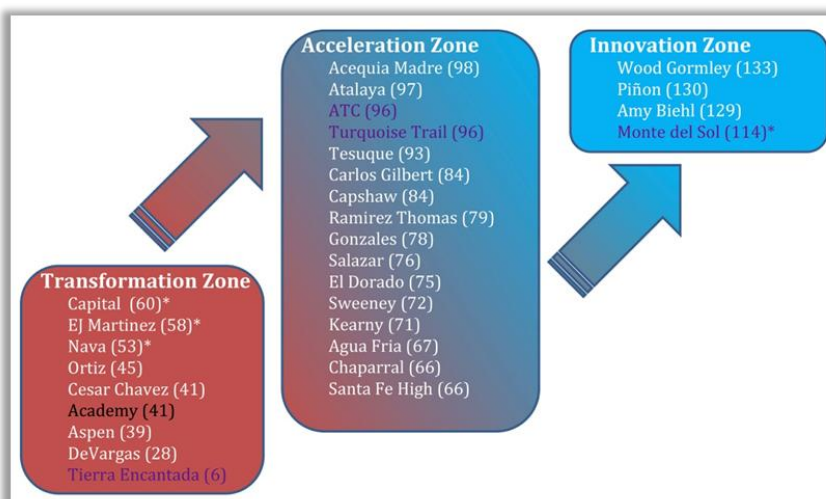 Transformation Zone
Capital (60)*
EJ Martinez (58)*
Nava (53)*
Ortiz (45)
Cesar Chavez (41)
Academy (41)
Aspen (39)
DeVargas (28)
Tierra Encantada (6)
Acceleration Zone
Acequia Madre (98)
Atalaya (97)
ATC (96)
Turquoise Trail (96)
Tesuque (93)
Carlos Gilbert (84)
Capshaw (84)
Ramirez Thomas (79)
Gonzales (78)
Salazar (76)
El Dorado (75)
Sweeney (72)
Kearny (71)
Agua Fria (67)
Chaparral (66)
Santa Fe High (66)
Innovation Zone
Wood Gormley (133)
Piñon (130)
Amy Biehl (129)
Monte del Sol (114)*